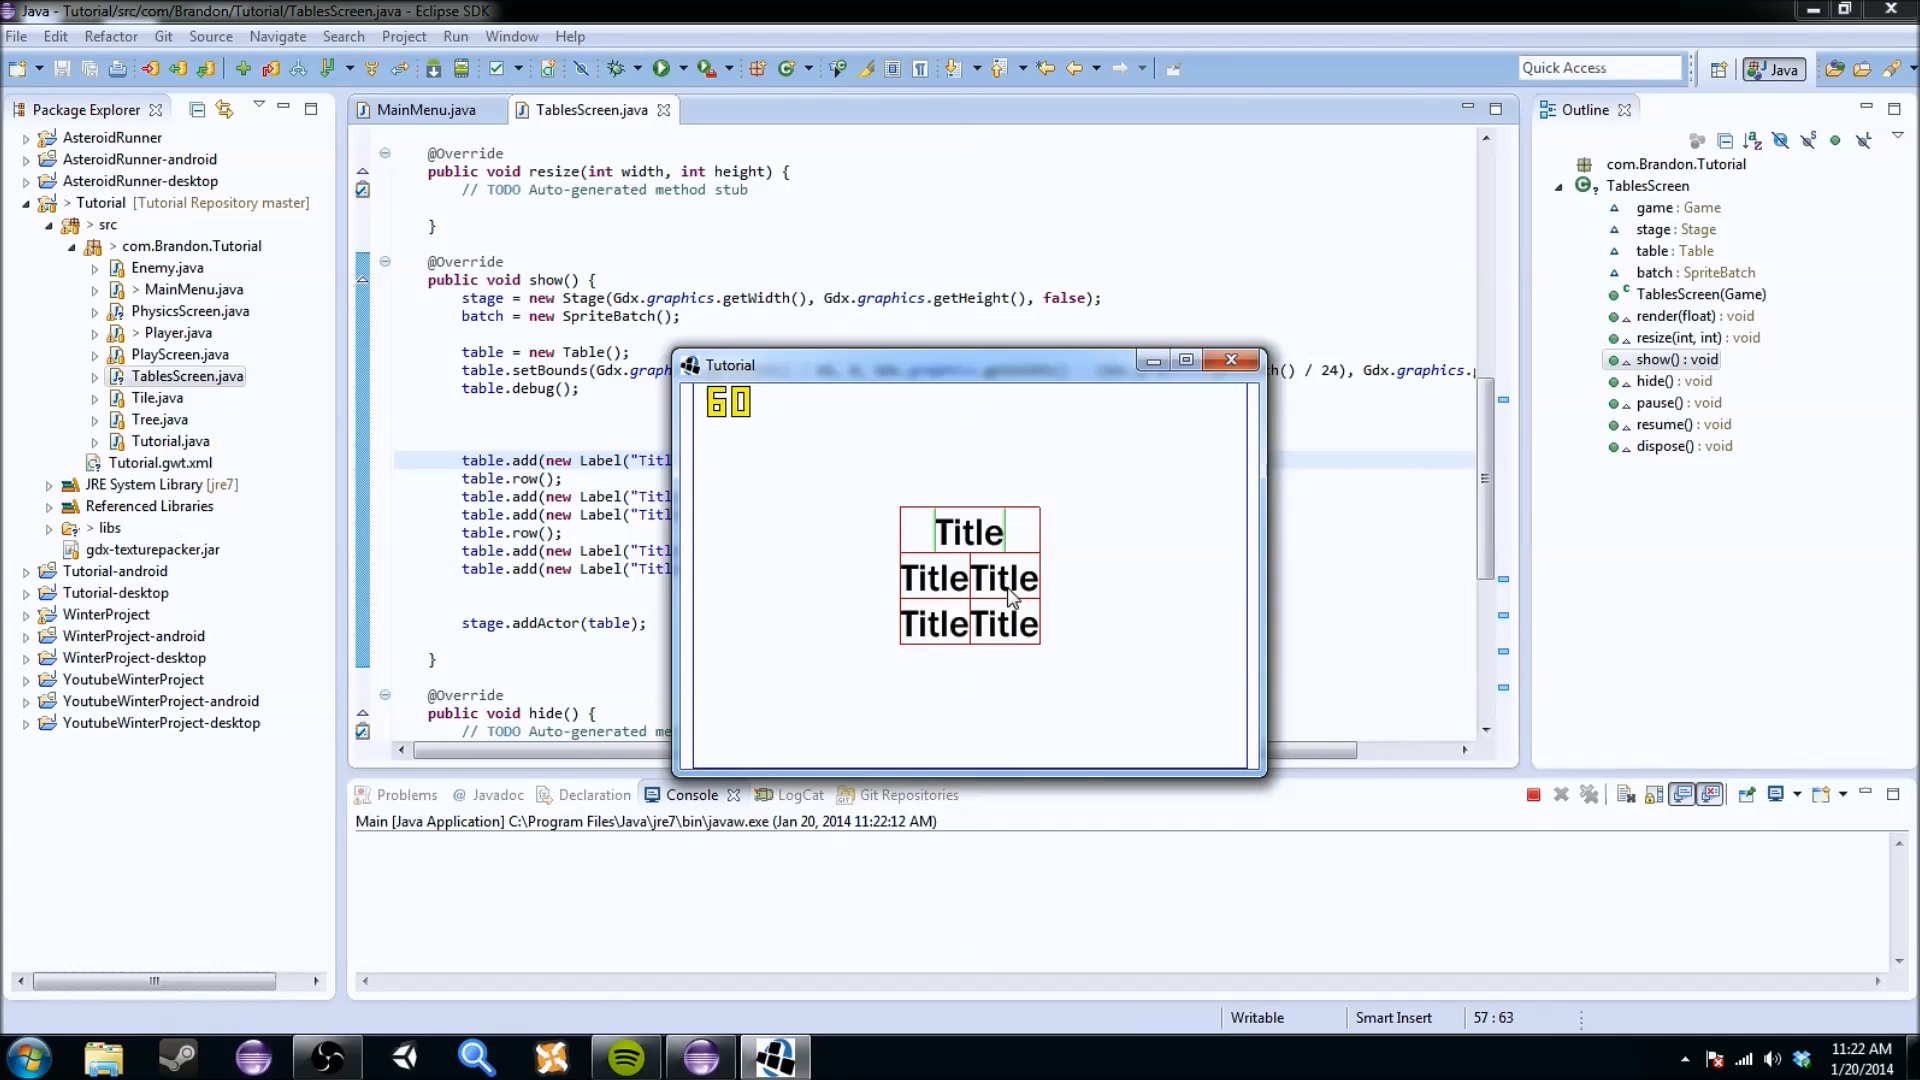 Java - Tutorial/src/com/Brandon/Tutorial/TablesScreen.java - Eclipse SDK
File Edit Refactor Git Source Navigate Search Project Run Window Help
Quick Access
Java
Package Explorer
AsteroidRunner
AsteroidRunner-android
AsteroidRunner-desktop
> Tutorial [Tutorial Repository master]
> src
> com.Brandon.Tutorial
Enemy.java
> MainMenu.java
PhysicsScreen.java
> Player.java
PlayScreen.java
TablesScreen.java
Tile.java
Tree.java
Tutorial.java
Tutorial.gwt.xml
JRE System Library [jre7]
Referenced Libraries
> libs
gdx-texturepacker.jar
Tutorial-android
Tutorial-desktop
WinterProject
WinterProject-android
WinterProject-desktop
YoutubeWinterProject
YoutubeWinterProject-android
YoutubeWinterProject-desktop
MainMenu.java TablesScreen.java
@Override
public void resize(int width, int height) {
// TODO Auto-generated method stub
}
@Override
public void show() {
stage = new Stage(Gdx.graphics.getWidth(), Gdx.graphics.getHeight(), false);
batch = new SpriteBatch();
table = new Table();
table.setBounds(Gdx.grap
() / 24), Gdx.graphics.
table.debug();
table.add(new Label("Titl
table.row();
table.add(new Label("Titl
table.add(new Label("Titl
table.row();
table.add(new Label("Titl
table.add(new Label("Titl
stage.addActor(table);
}
@Override
public void hide() {
// TODO Auto-generated me
Tutorial
60
Title
Title Title
Title Title
Outline
com.Brandon.Tutorial
TablesScreen
game : Game
stage : Stage
table : Table
batch : SpriteBatch
TablesScreen(Game)
render(float) : void
resize(int, int) : void
show() : void
hide() : void
pause() : void
resume() : void
dispose() : void
Problems @ Javadoc Declaration Console LogCat Git Repositories
Main [Java Application] C:\Program Files\Java\jre7\bin\javaw.exe (Jan 20, 2014 11:22:12 AM)
Writable Smart Insert 57 : 63
11:22 AM
1/20/2014